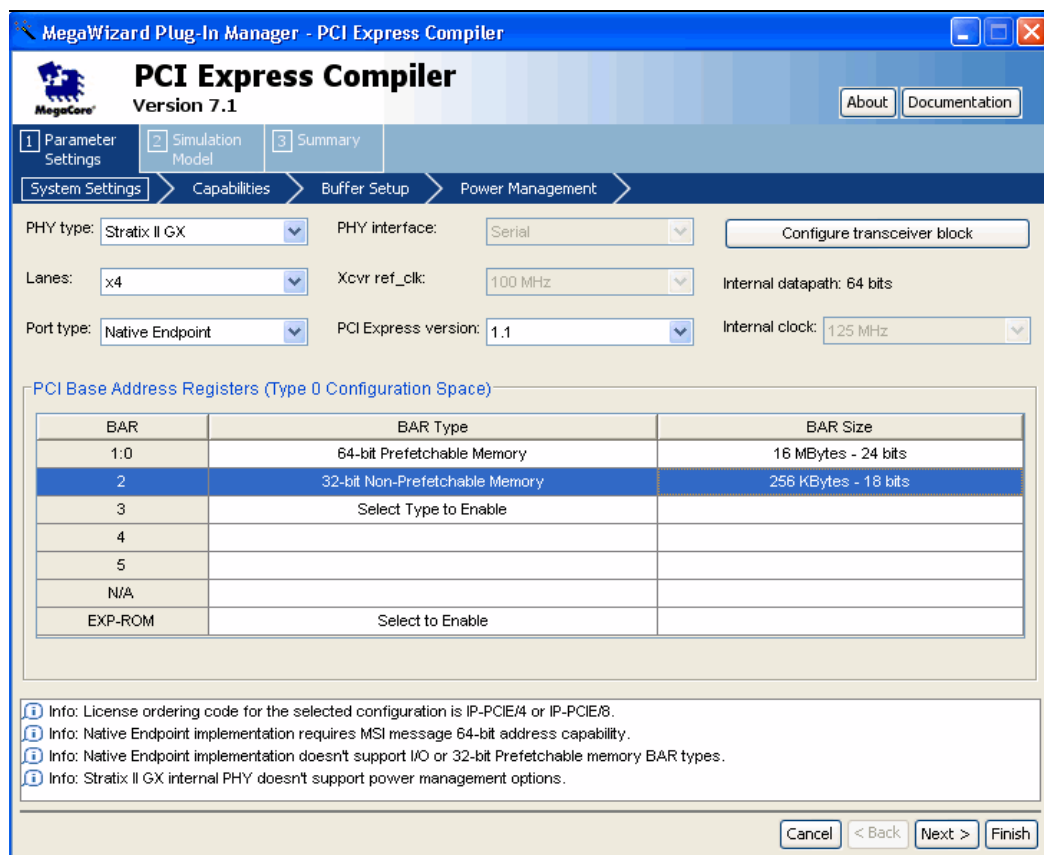 MegaWizard Plug-In Manager - PCI Express Compiler
MegaCore®
PCI Express Compiler
Version 7.1
About
Documentation
1 Parameter Settings
2 Simulation Model
3 Summary
System Settings
Capabilities
Buffer Setup
Power Management
PHY type: Stratix II GX
PHY interface: Serial
Configure transceiver block
Lanes: x4
Xcvr ref_clk: 100 MHz
Internal datapath: 64 bits
Port type: Native Endpoint
PCI Express version: 1.1
Internal clock: 125 MHz
PCI Base Address Registers (Type 0 Configuration Space)
BAR BAR Type BAR Size
1:0 64-bit Prefetchable Memory 16 MBytes - 24 bits
2 32-bit Non-Prefetchable Memory 256 KBytes - 18 bits
3 Select Type to Enable
4
5
N/A
EXP-ROM Select to Enable
Info: License ordering code for the selected configuration is IP-PCIE/4 or IP-PCIE/8.
Info: Native Endpoint implementation requires MSI message 64-bit address capability.
Info: Native Endpoint implementation doesn't support I/O or 32-bit Prefetchable memory BAR types.
Info: Stratix II GX internal PHY doesn't support power management options.
Cancel < Back Next > Finish